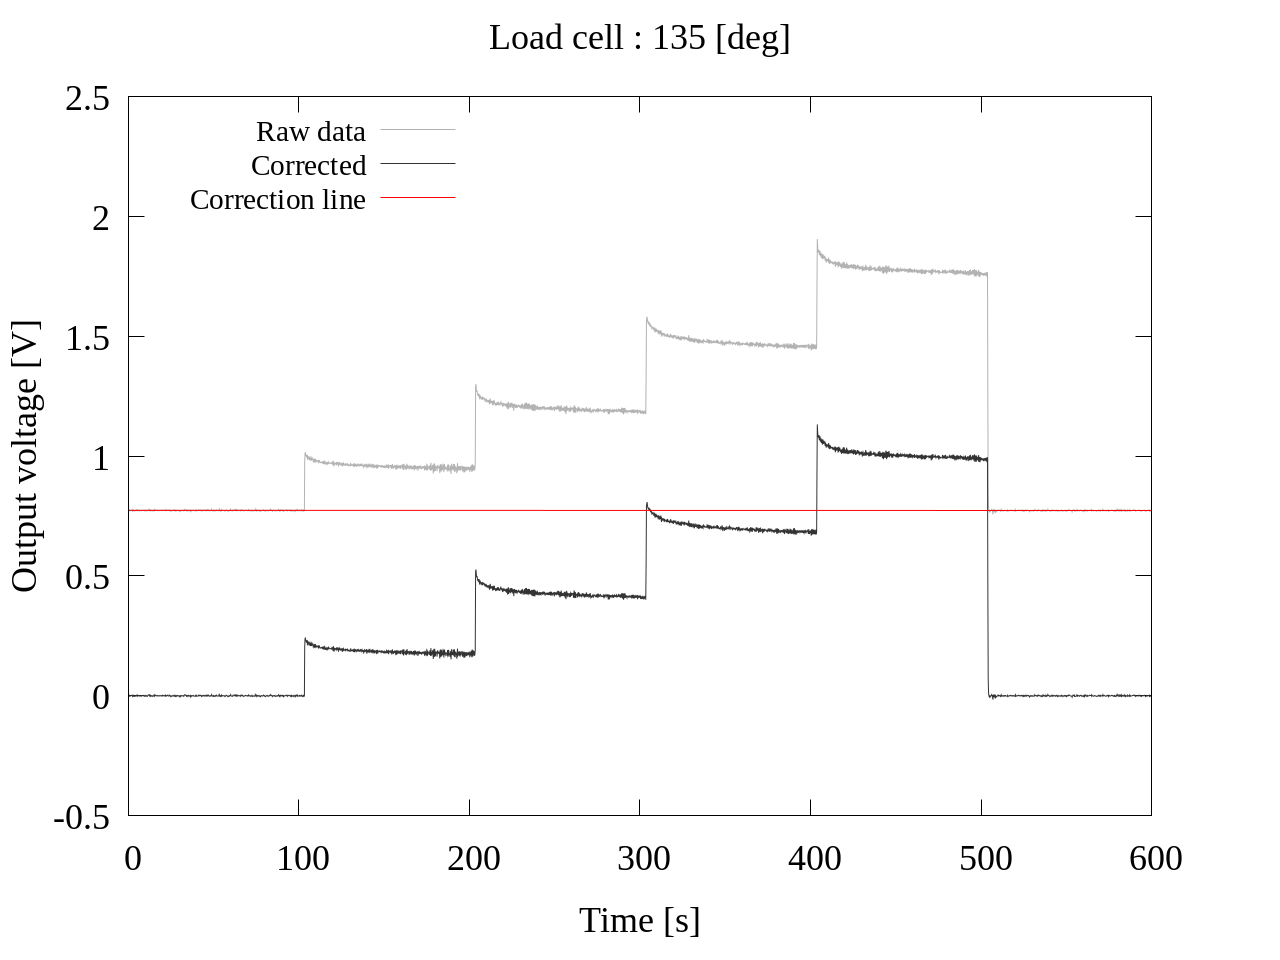 Load cell : 135 [deg]
Raw data
Corrected
Correction line
2.5
2
1.5
1
0.5
0
-0.5
Output voltage [V]
0 100 200 300 400 500 600
Time [s]